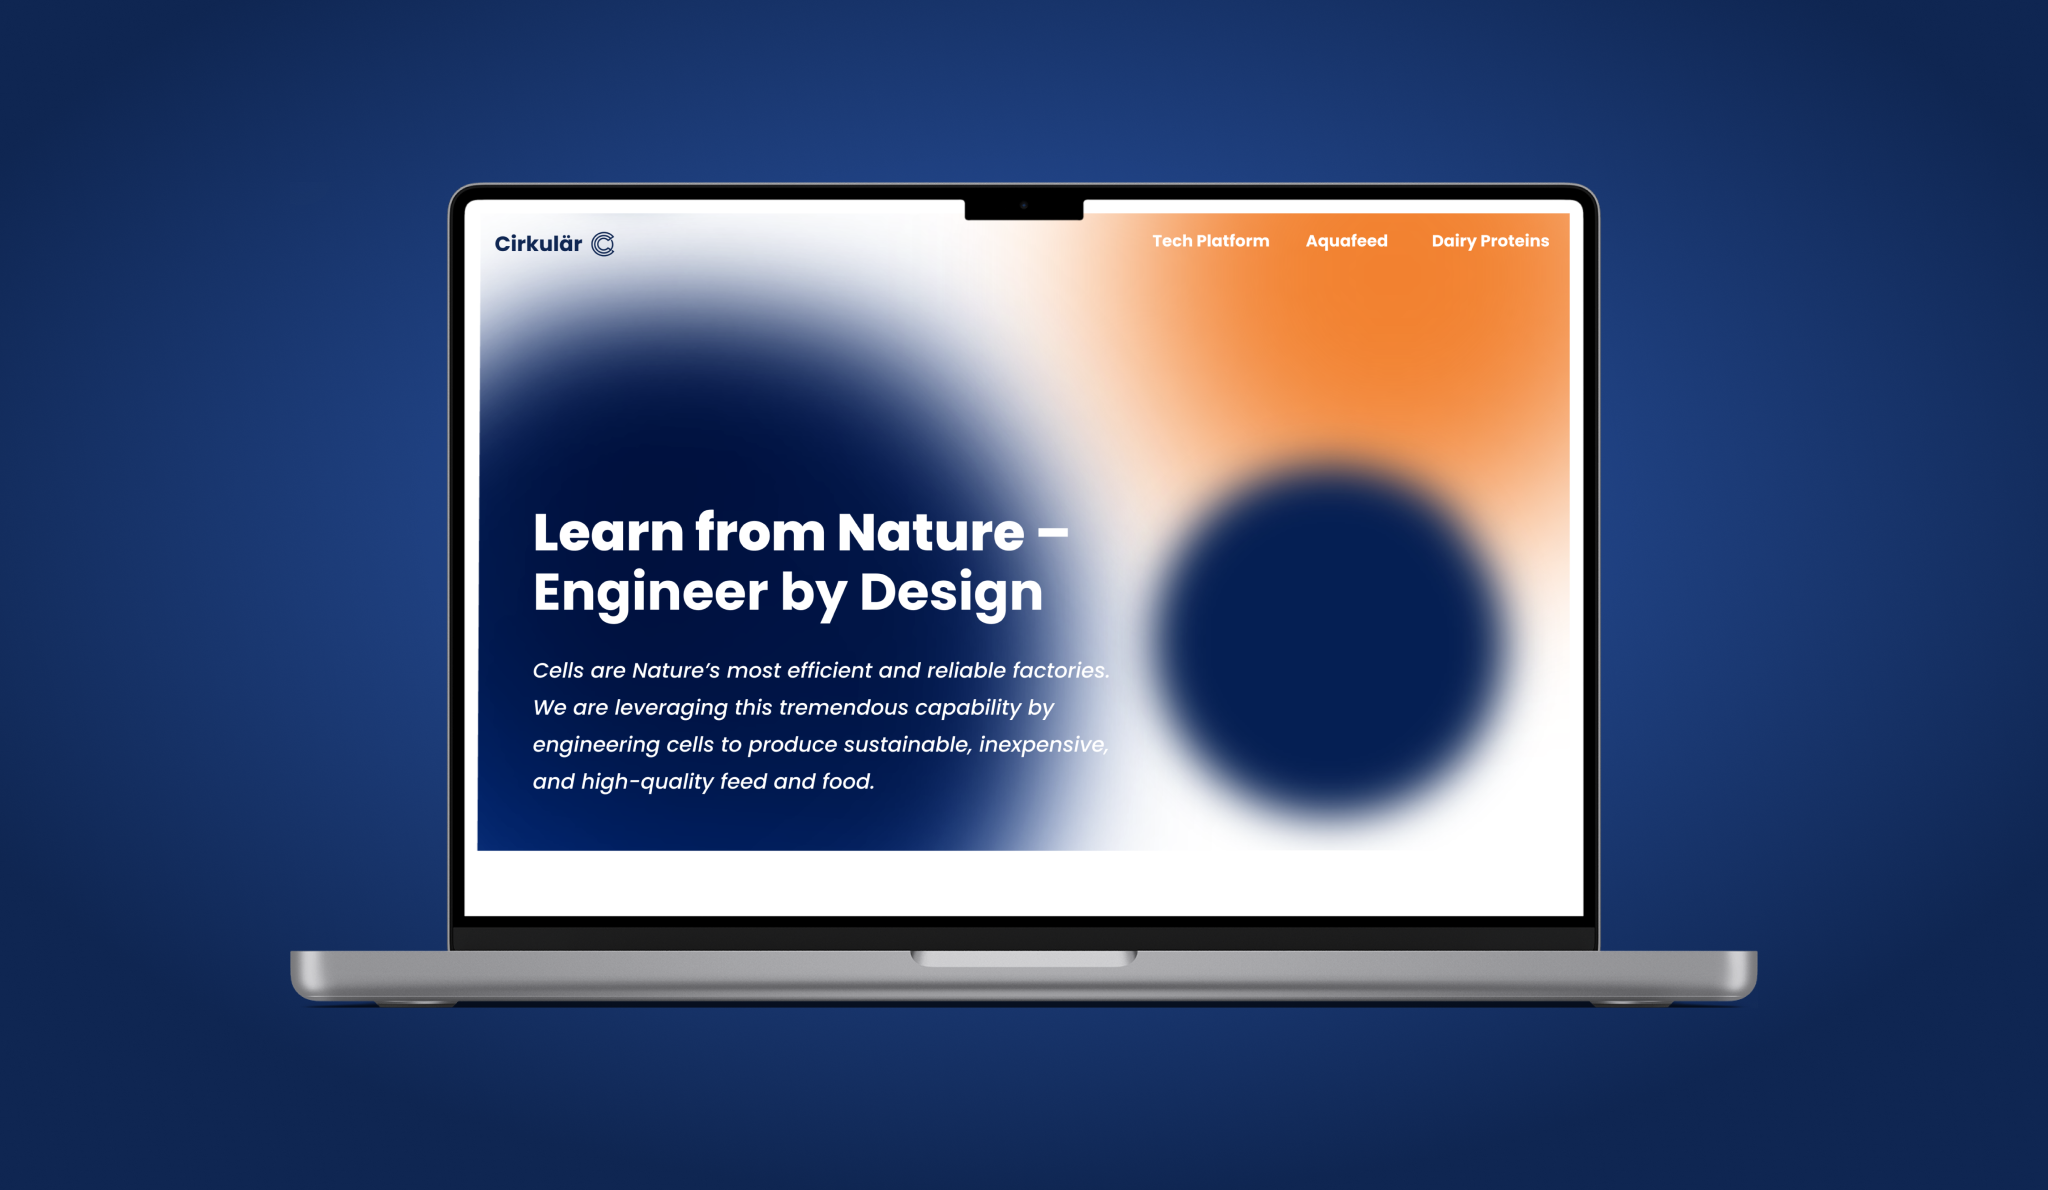 Cirkulär
Tech Platform
Aquafeed
Dairy Proteins
Learn from Nature –
Engineer by Design
Cells are Nature’s most efficient and reliable factories.
We are leveraging this tremendous capability by
engineering cells to produce sustainable, inexpensive,
and high-quality feed and food.